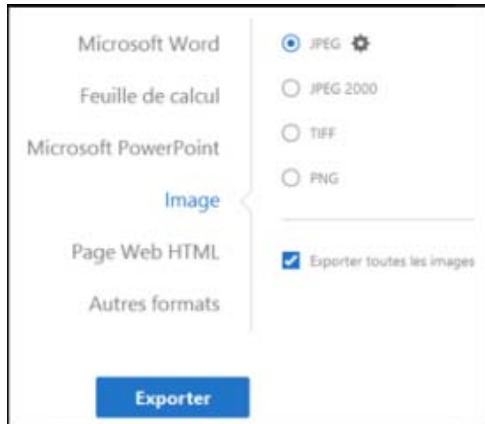 Microsoft Word
Feuille de calcul
Microsoft PowerPoint
Image
Page Web HTML
Autres formats
JPEG
JPEG 2000
TIFF
PNG
Exporter toutes les images
Exporter